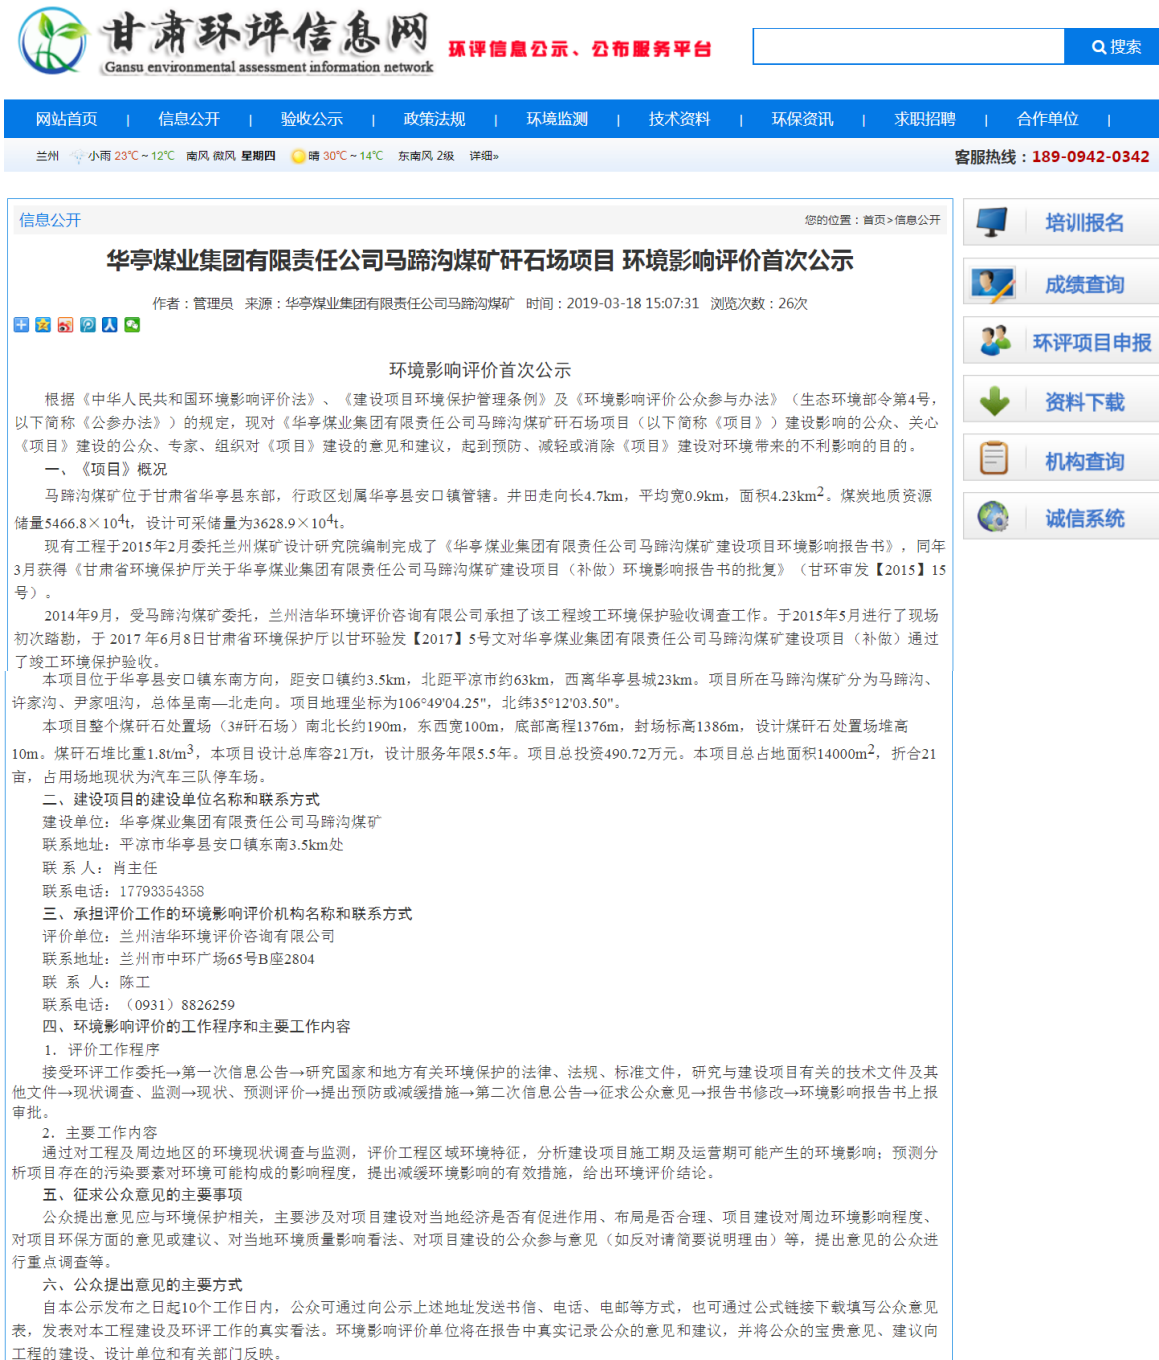 甘肃环评信息网
Gansu environmental assessment information network
环评信息公示、公布服务平台
搜索
网站首页 | 信息公开 | 验收公示 | 政策法规 | 环境监测 | 技术资料 | 环保资讯 | 求职招聘 | 合作单位 |
兰州 小雨 23℃ ~ 12℃ 南风 微风 星期四 晴 30℃ ~ 14℃ 东南风 2级 详细»
客服热线：189-0942-0342
信息公开
您的位置：首页>信息公开
华亭煤业集团有限责任公司马蹄沟煤矿矸石场项目 环境影响评价首次公示
作者：管理员 来源：华亭煤业集团有限责任公司马蹄沟煤矿 时间：2019-03-18 15:07:31 浏览次数：26次
环境影响评价首次公示
根据《中华人民共和国环境影响评价法》、《建设项目环境保护管理条例》及《环境影响评价公众参与办法》（生态环境部令第4号，
以下简称《公参办法》）的规定，现对《华亭煤业集团有限责任公司马蹄沟煤矿矸石场项目（以下简称《项目》）建设影响的公众、关心
《项目》建设的公众、专家、组织对《项目》建设的意见和建议，起到预防、减轻或消除《项目》建设对环境带来的不利影响的目的。
一、《项目》概况
马蹄沟煤矿位于甘肃省华亭县东部，行政区划属华亭县安口镇管辖。井田走向长4.7km，平均宽0.9km，面积4.23km²。煤炭地质资源
储量5466.8×10⁴t，设计可采储量为3628.9×10⁴t。
现有工程于2015年2月委托兰州煤矿设计研究院编制完成了《华亭煤业集团有限责任公司马蹄沟煤矿建设项目环境影响报告书》，同年
3月获得《甘肃省环境保护厅关于华亭煤业集团有限责任公司马蹄沟煤矿建设项目（补做）环境影响报告书的批复》（甘环审发【2015】15
号）。
2014年9月，受马蹄沟煤矿委托，兰州洁华环境评价咨询有限公司承担了该工程竣工环境保护验收调查工作。于2015年5月进行了现场
初次踏勘，于 2017 年6月8日甘肃省环境保护厅以甘环验发【2017】5号文对华亭煤业集团有限责任公司马蹄沟煤矿建设项目（补做）通过
了竣工环境保护验收。
本项目位于华亭县安口镇东南方向，距安口镇约3.5km，北距平凉市约63km，西离华亭县城23km。项目所在马蹄沟煤矿分为马蹄沟、
许家沟、尹家咀沟，总体呈南—北走向。项目地理坐标为106°49'04.25"，北纬35°12'03.50"。
本项目整个煤矸石处置场（3#矸石场）南北长约190m，东西宽100m，底部高程1376m，封场标高1386m，设计煤矸石处置场堆高
10m。煤矸石堆比重1.8t/m³，本项目设计总库容21万t，设计服务年限5.5年。项目总投资490.72万元。本项目总占地面积14000m²，折合21
亩，占用场地现状为汽车三队停车场。
二、建设项目的建设单位名称和联系方式
建设单位：华亭煤业集团有限责任公司马蹄沟煤矿
联系地址：平凉市华亭县安口镇东南3.5km处
联 系 人：肖主任
联系电话：17793354358
三、承担评价工作的环境影响评价机构名称和联系方式
评价单位：兰州洁华环境评价咨询有限公司
联系地址：兰州市中环广场65号B座2804
联 系 人：陈工
联系电话：（0931）8826259
四、环境影响评价的工作程序和主要工作内容
1．评价工作程序
接受环评工作委托→第一次信息公告→研究国家和地方有关环境保护的法律、法规、标准文件，研究与建设项目有关的技术文件及其
他文件→现状调查、监测→现状、预测评价→提出预防或减缓措施→第二次信息公告→征求公众意见→报告书修改→环境影响报告书上报
审批。
2．主要工作内容
通过对工程及周边地区的环境现状调查与监测，评价工程区域环境特征，分析建设项目施工期及运营期可能产生的环境影响；预测分
析项目存在的污染要素对环境可能构成的影响程度，提出减缓环境影响的有效措施，给出环境评价结论。
五、征求公众意见的主要事项
公众提出意见应与环境保护相关，主要涉及对项目建设对当地经济是否有促进作用、布局是否合理、项目建设对周边环境影响程度、
对项目环保方面的意见或建议、对当地环境质量影响看法、对项目建设的公众参与意见（如反对请简要说明理由）等，提出意见的公众进
行重点调查等。
六、公众提出意见的主要方式
自本公示发布之日起10个工作日内，公众可通过向公示上述地址发送书信、电话、电邮等方式，也可通过公式链接下载填写公众意见
表，发表对本工程建设及环评工作的真实看法。环境影响评价单位将在报告中真实记录公众的意见和建议，并将公众的宝贵意见、建议向
工程的建设、设计单位和有关部门反映。
培训报名
成绩查询
环评项目申报
资料下载
机构查询
诚信系统